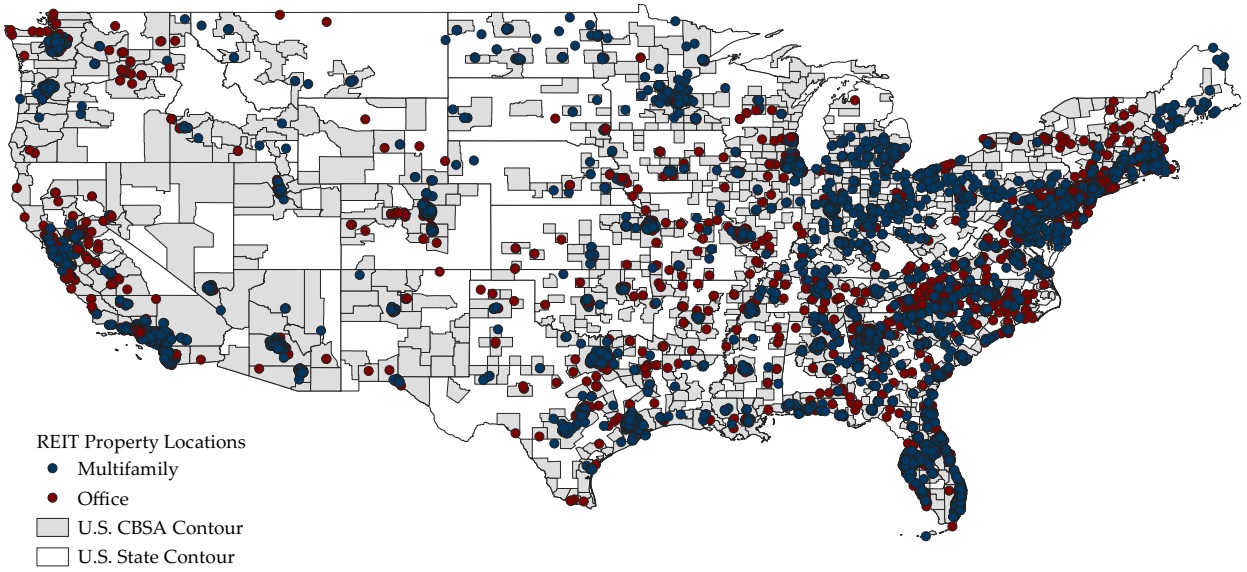 REIT Property Locations
Multifamily
Office
U.S. CBSA Contour
U.S. State Contour